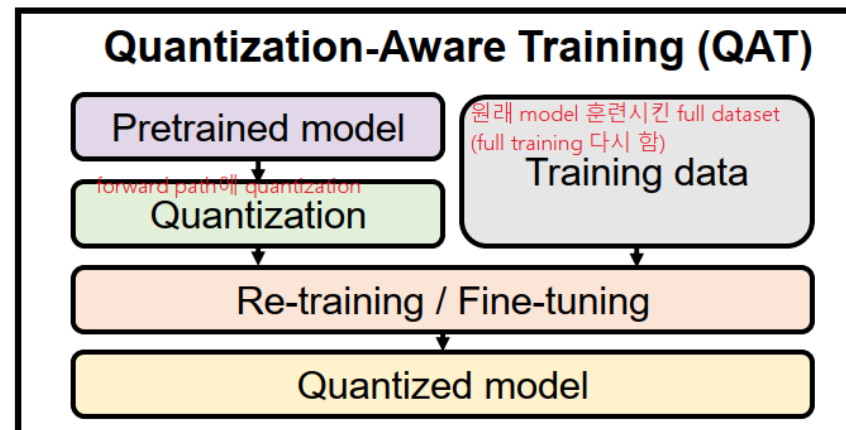 Quantization-Aware Training (QAT)
Pretrained model
원래 model 훈련시킨 full dataset
(full training 다시 함)
Training data
forward path에 quantization
Quantization
Re-training / Fine-tuning
Quantized model